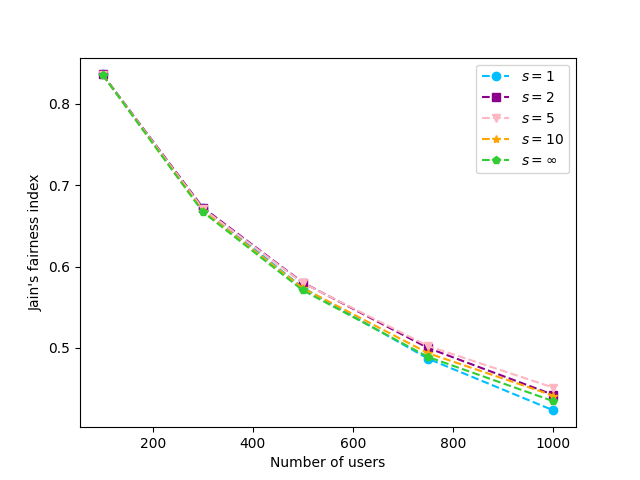 s = 1
s = 2
s = 5
s = 10
s = ∞
0.8
0.7
0.6
0.5
Jain's fairness index
200 400 600 800 1000
Number of users